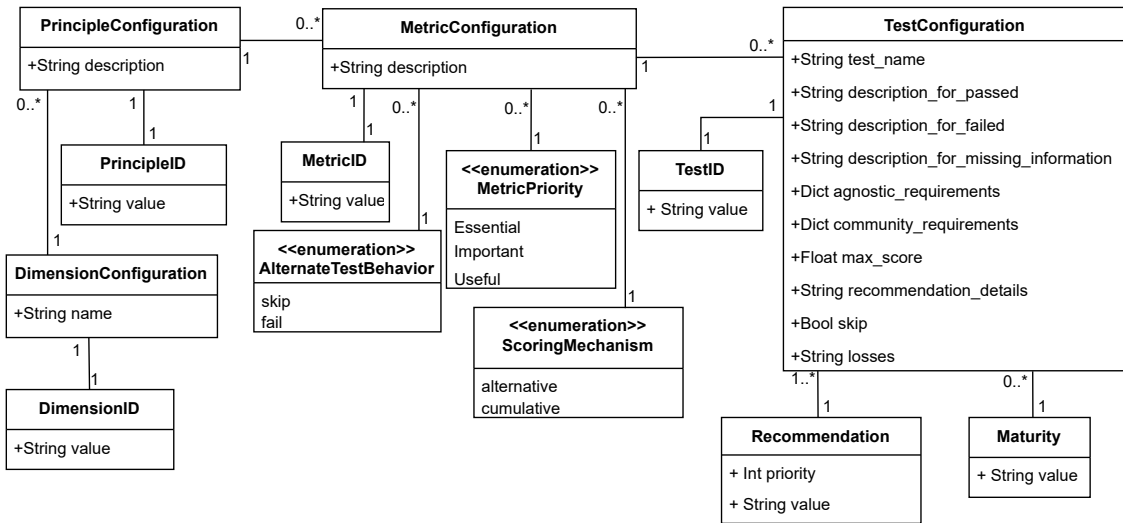 PrincipleConfiguration
+String description
0..*
1
MetricConfiguration
+String description
0..*
1
TestConfiguration
+String test_name
+String description_for_passed
+String description_for_failed
+String description_for_missing_information
+Dict agnostic_requirements
+Dict community_requirements
+Float max_score
+String recommendation_details
+Bool skip
+String losses
0..*
1
1
PrincipleID
+String value
1
DimensionConfiguration
+String name
1
1
DimensionID
+String value
1
1
MetricID
+String value
0..*
1
<<enumeration>>
AlternateTestBehavior
skip
fail
0..*
1
<<enumeration>>
MetricPriority
Essential
Important
Useful
0..*
1
<<enumeration>>
ScoringMechanism
alternative
cumulative
1
1
TestID
+ String value
1..*
1
Recommendation
+ Int priority
+ String value
0..*
1
Maturity
+ String value